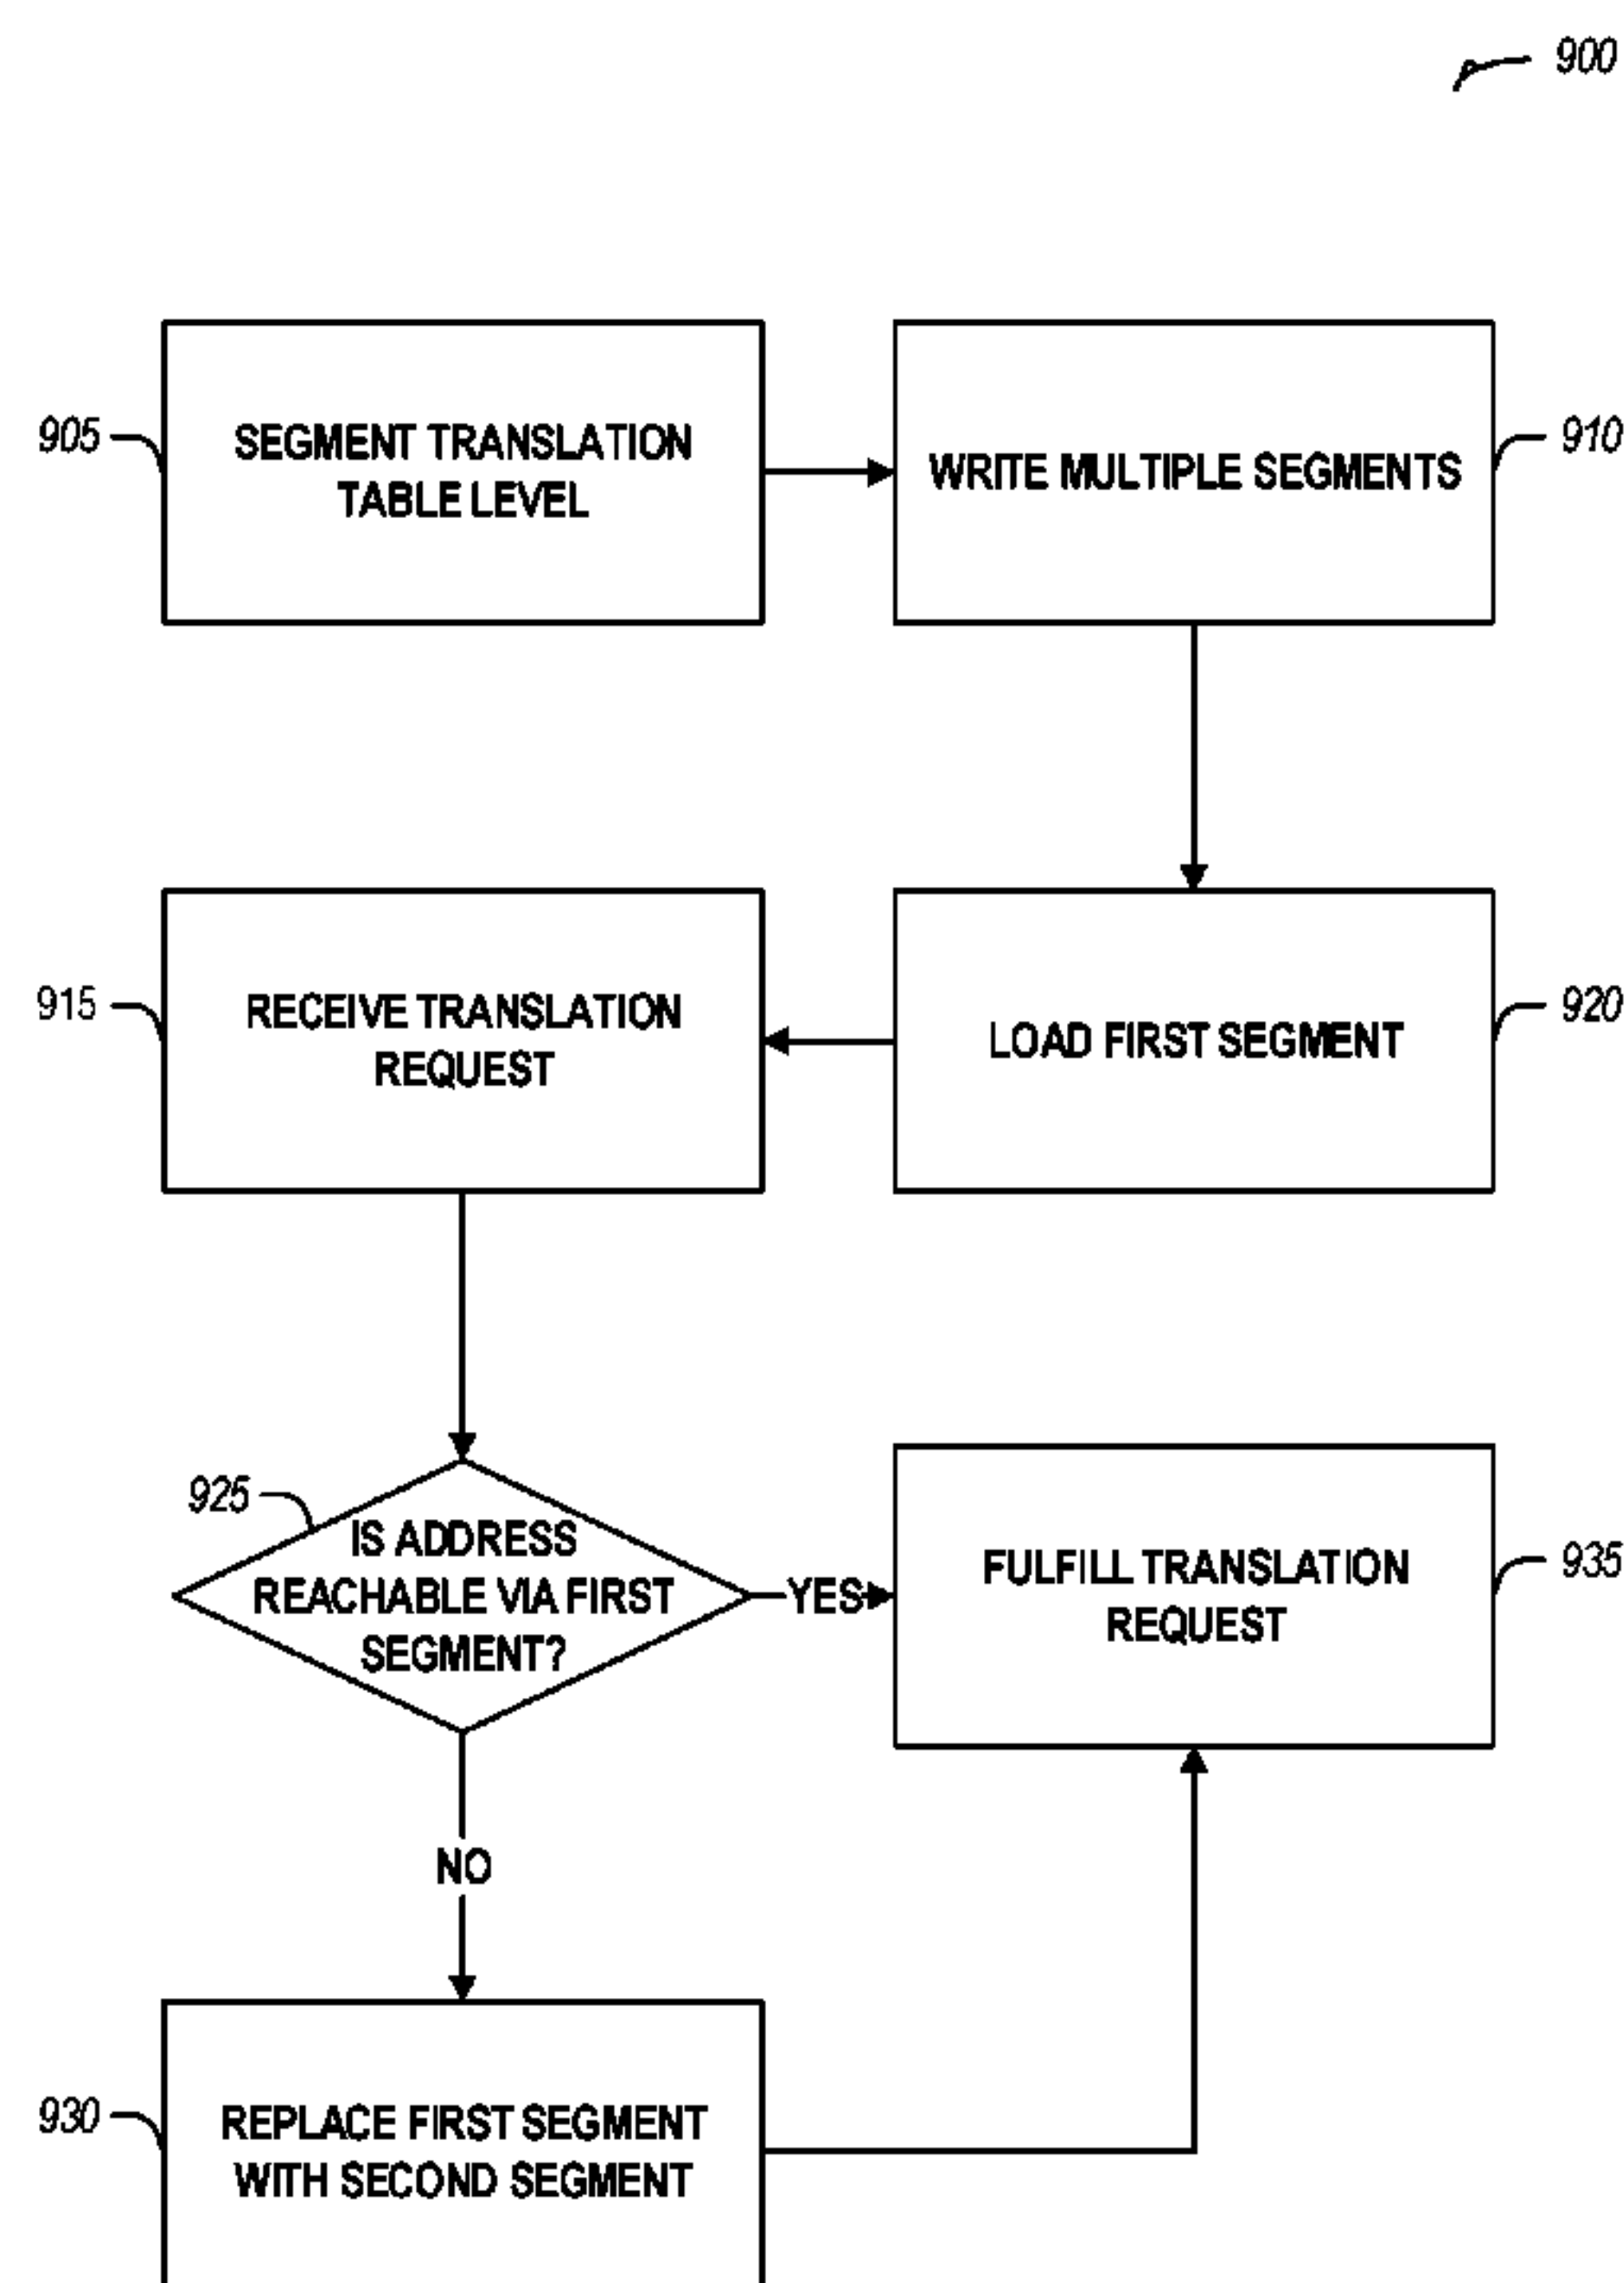 900
905
SEGMENT TRANSLATION
TABLE LEVEL
WRITE MULTIPLE SEGMENTS
910
915
RECEIVE TRANSLATION
REQUEST
LOAD FIRST SEGMENT
920
925
IS ADDRESS
REACHABLE VIA FIRST
SEGMENT?
YES
FULFILL TRANSLATION
REQUEST
935
NO
930
REPLACE FIRST SEGMENT
WITH SECOND SEGMENT